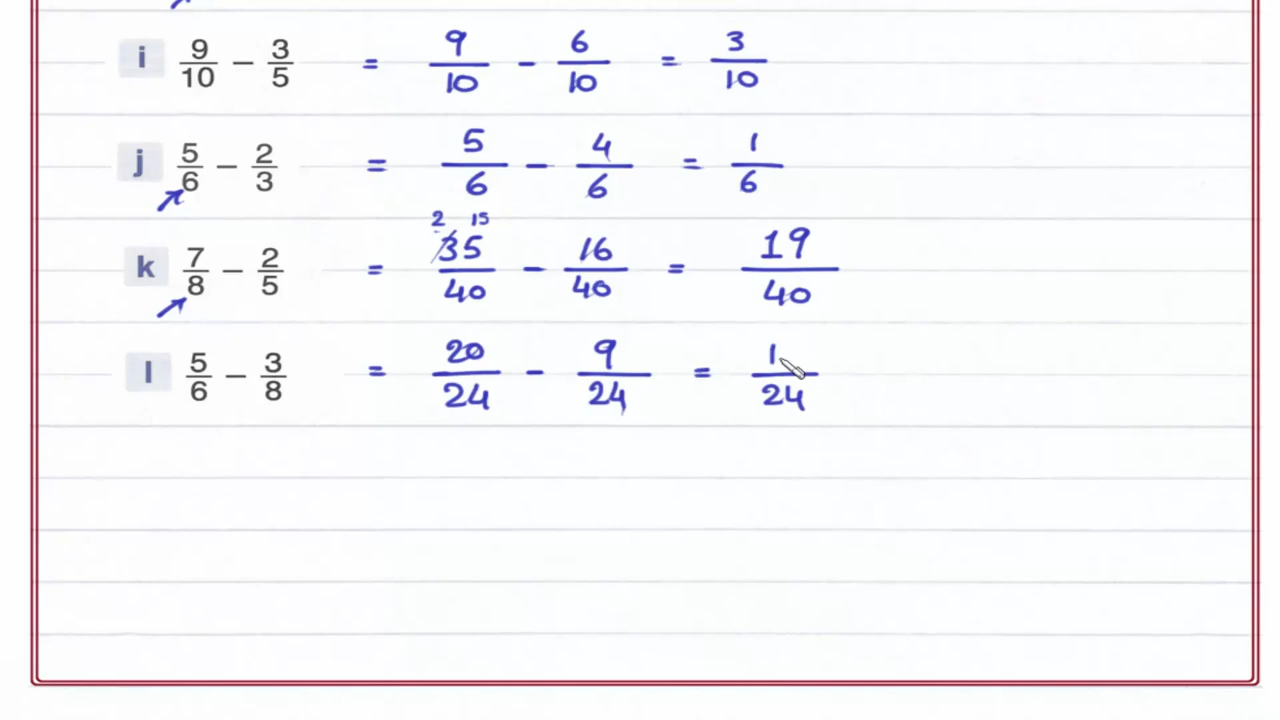 i 9/10 − 3/5 = 9/10 - 6/10 = 3/10
j 5/6 − 2/3 = 5/6 - 4/6 = 1/6
2 15
k 7/8 − 2/5 = 35/40 - 16/40 = 19/40
l 5/6 − 3/8 = 20/24 - 9/24 = 1/24